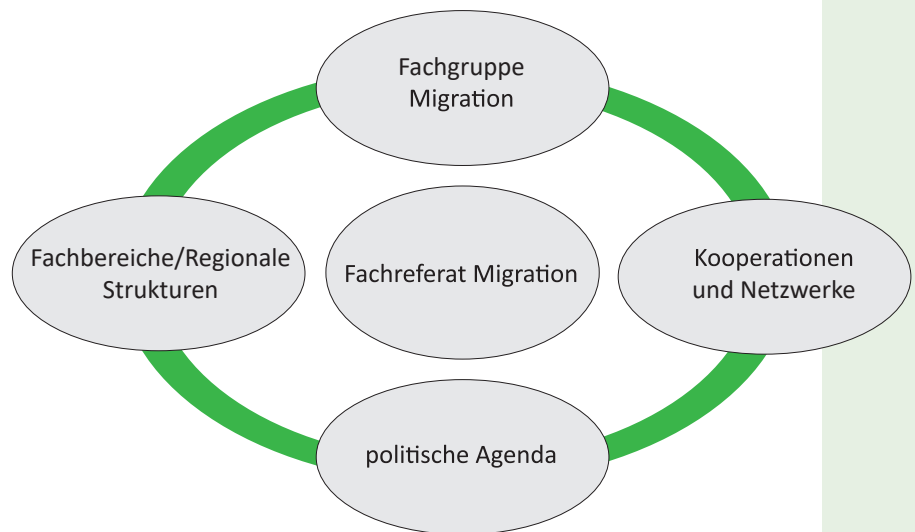 Fachgruppe
Migration
Fachbereiche/Regionale
Strukturen
Fachreferat Migration
Kooperationen
und Netzwerke
politische Agenda